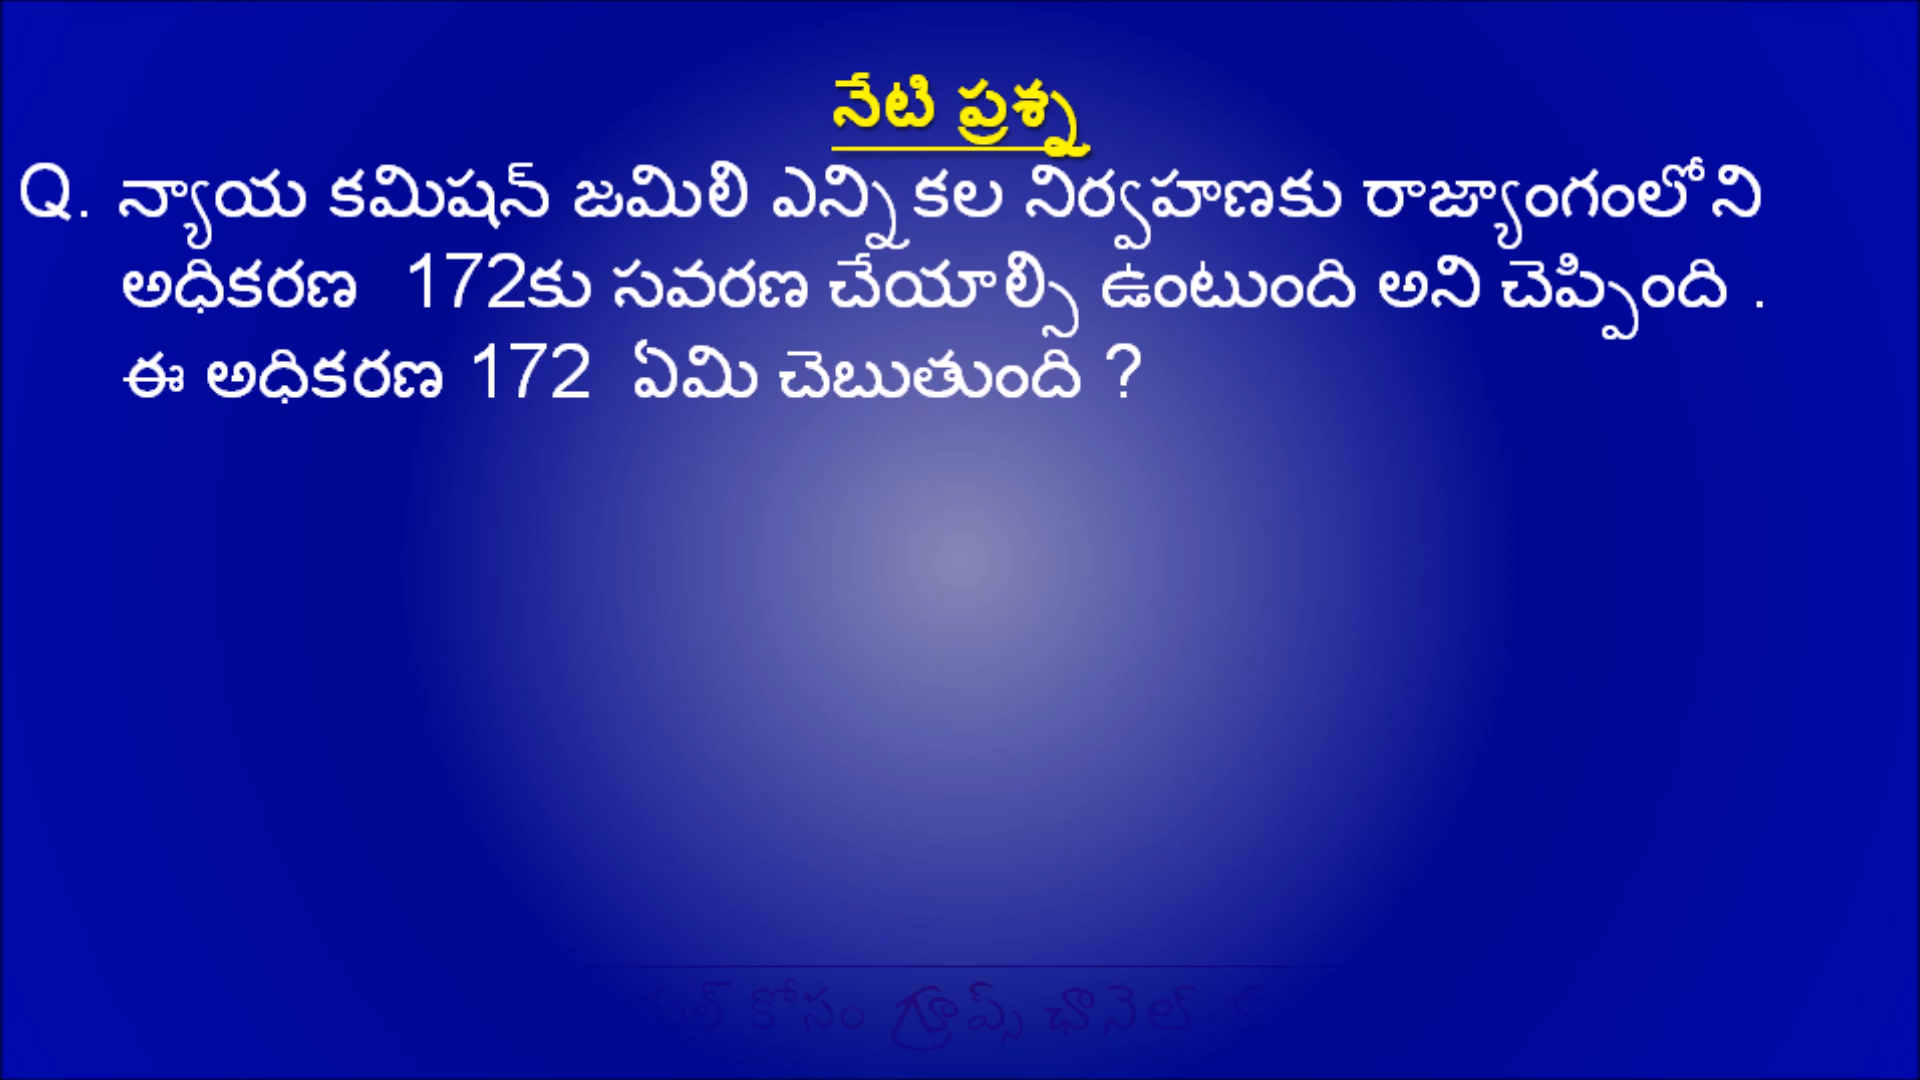 నేటి ప్రశ్న
Q. న్యాయ కమిషన్ జమిలి ఎన్నికల నిర్వహణకు రాజ్యాంగంలోని
అధికరణ 172కు సవరణ చేయాల్సి ఉంటుంది అని చెప్పింది .
ఈ అధికరణ 172 ఏమి చెబుతుంది ?
కోసం గ్రూప్స్ ఛానెల్